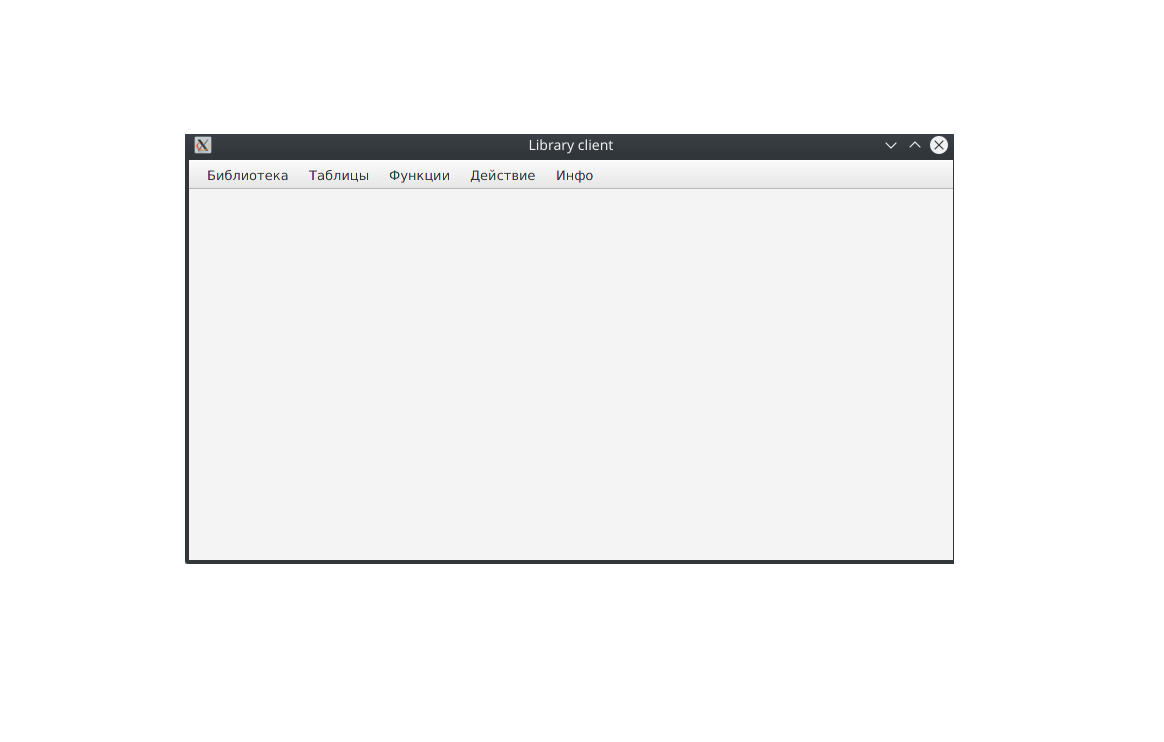 Library client
Библиотека Таблицы Функции Действие Инфо